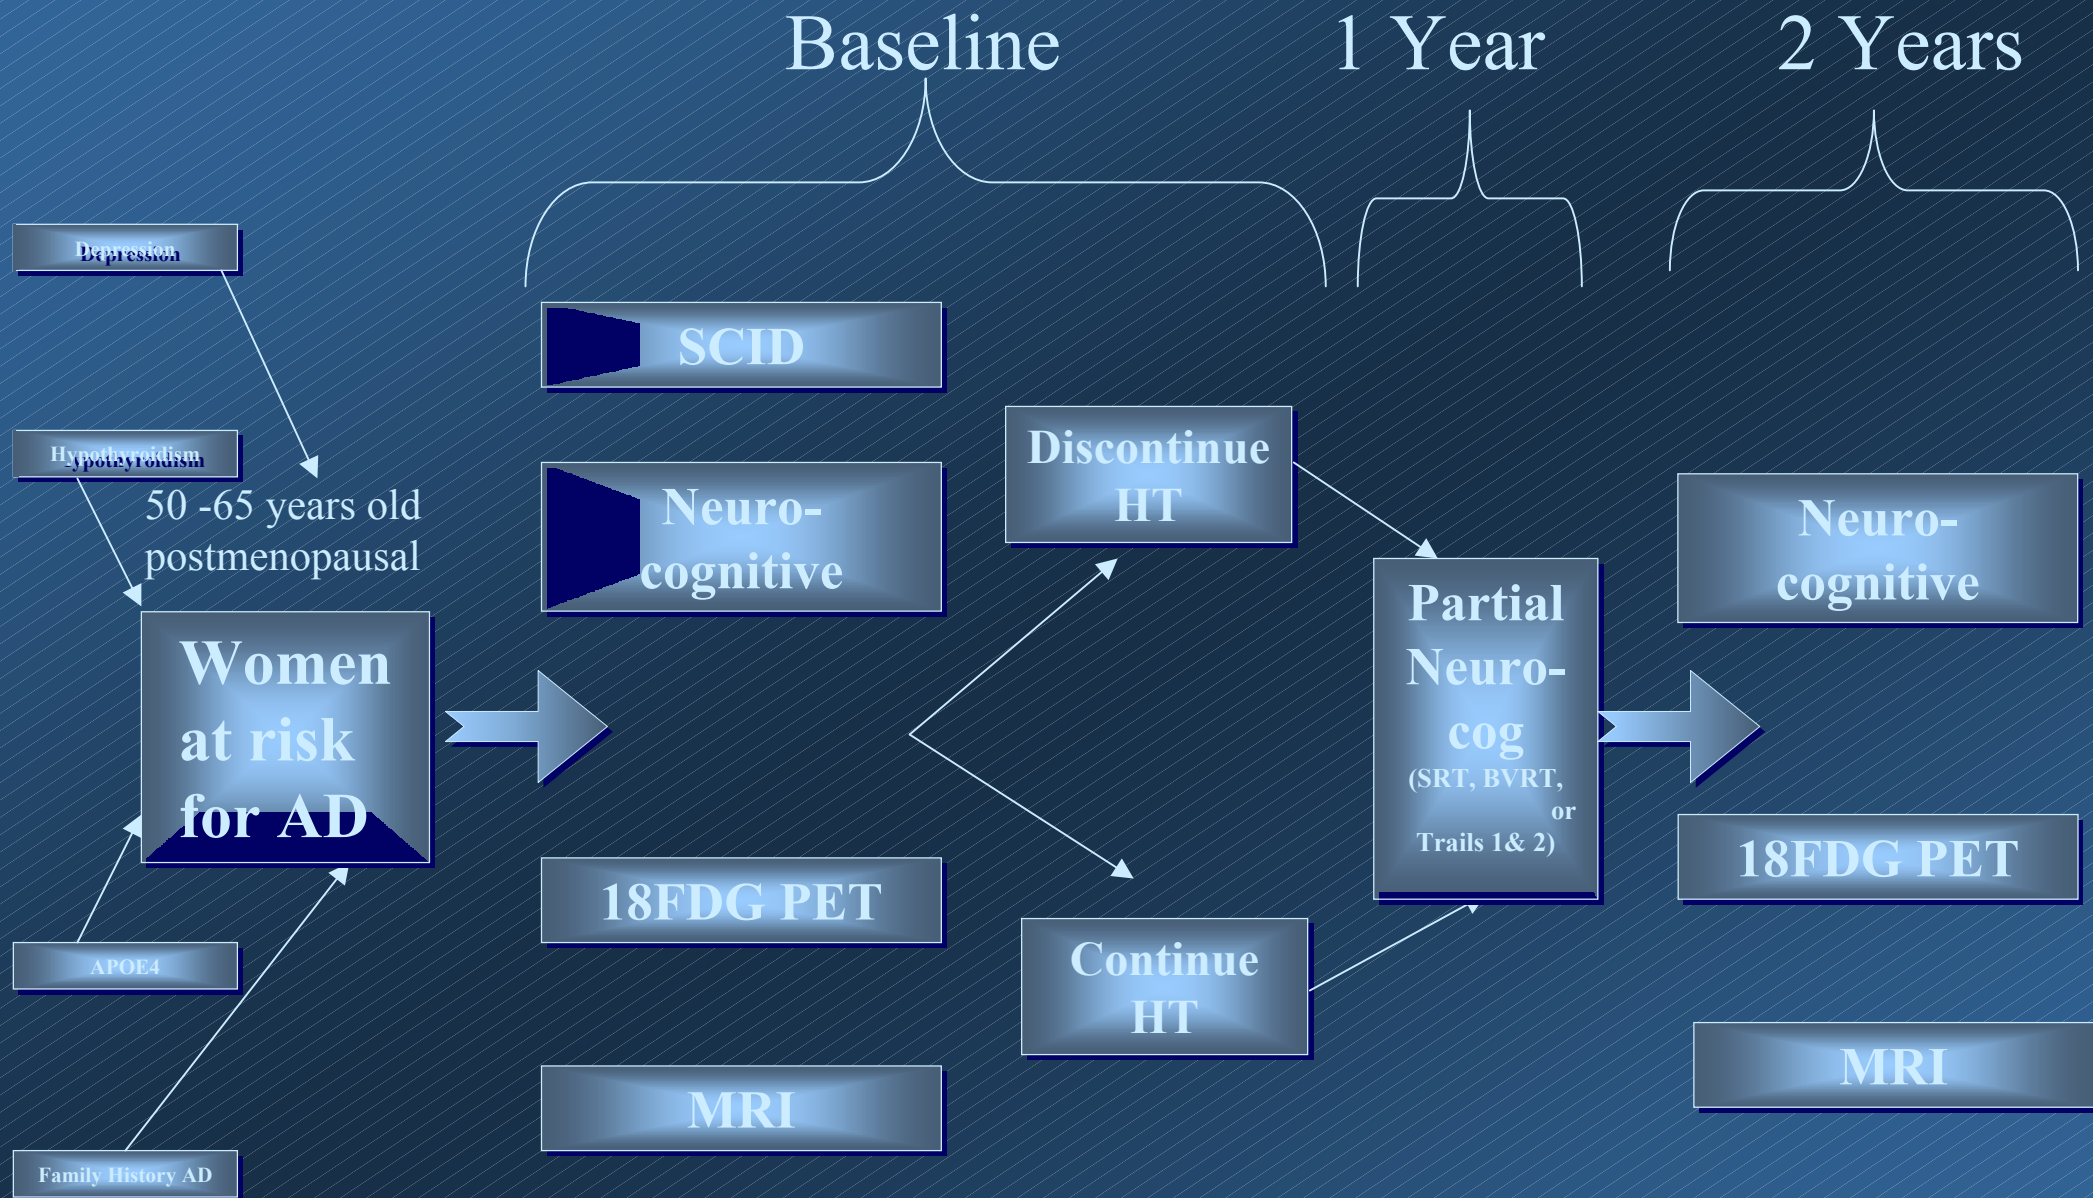 Baseline
1 Year
2 Years
Depression
Hypothyroidism
50 -65 years old
postmenopausal
Women
at risk
for AD
APOE4
Family History AD
SCID
Neuro-
cognitive
18FDG PET
MRI
Discontinue
HT
Continue
HT
Partial
Neuro-
cog
(SRT, BVRT,
or
Trails 1& 2)
Neuro-
cognitive
18FDG PET
MRI